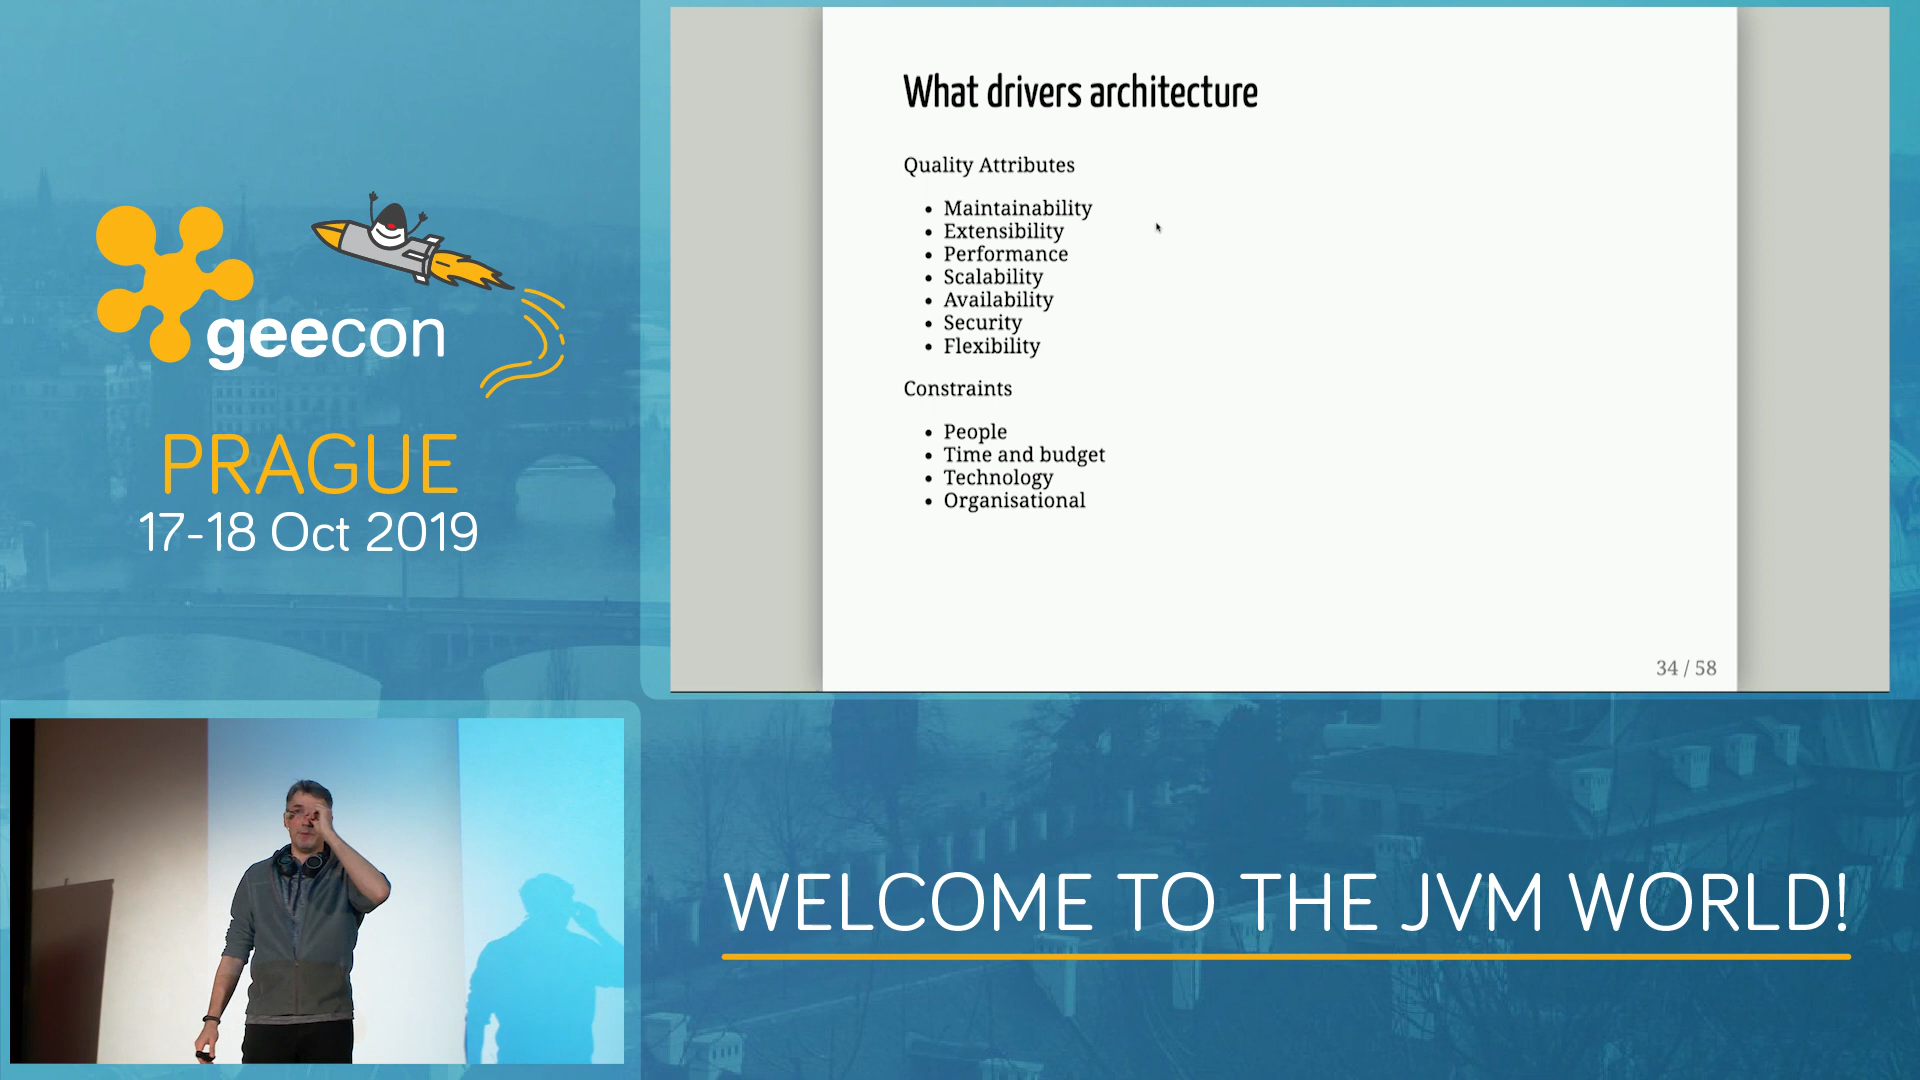 geecon
PRAGUE
17-18 Oct 2019
What drivers architecture
Quality Attributes
• Maintainability
• Extensibility
• Performance
• Scalability
• Availability
• Security
• Flexibility
Constraints
• People
• Time and budget
• Technology
• Organisational
34 / 58
WELCOME TO THE JVM WORLD!